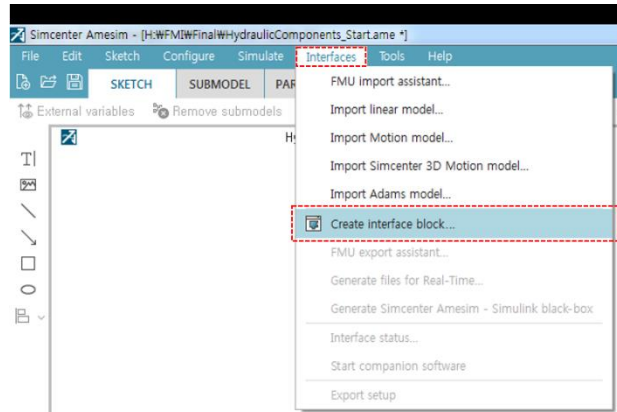 Simcenter Amesim - [H:₩FMI₩Final₩HydraulicComponents_Start.ame *]
File Edit Sketch Configure Simulate Interfaces Tools Help
SKETCH SUBMODEL PAR
External variables Remove submodels
Hy
T|
FMU import assistant...
Import linear model...
Import Motion model...
Import Simcenter 3D Motion model...
Import Adams model...
Create interface block...
FMU export assistant...
Generate files for Real-Time...
Generate Simcenter Amesim - Simulink black-box
Interface status...
Start companion software
Export setup